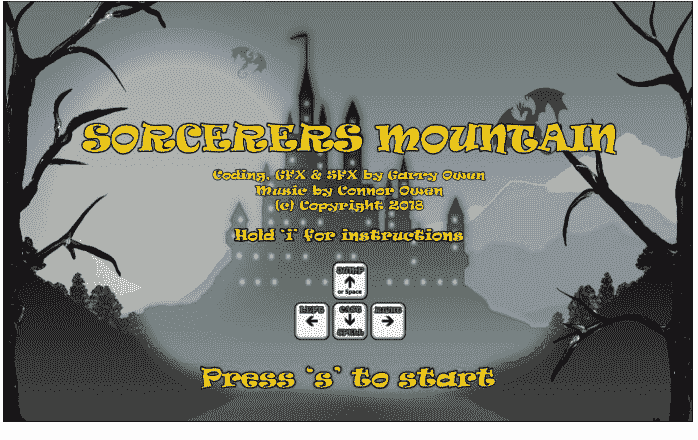 SORCERERS MOUNTAIN
Coding, GFX & SFX by Garry Owen
Music by Connor Owen
(c) Copyright 2018
Hold 'i' for instructions
JUMP
or Space
LEFT
CAST
SPELL
RIGHT
Press 's' to start